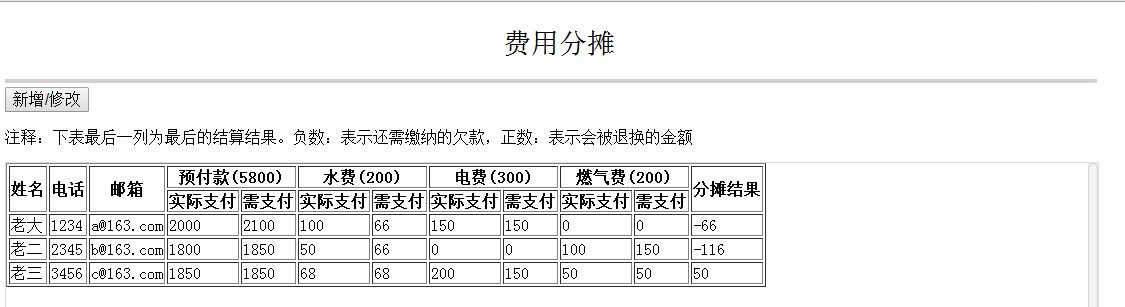 费用分摊
新增/修改
注释：下表最后一列为最后的结算结果。负数：表示还需缴纳的欠款，正数：表示会被退换的金额
姓名 电话 邮箱 预付款(5800) 水费(200) 电费(300) 燃气费(200) 分摊结果
实际支付 需支付 实际支付 需支付 实际支付 需支付 实际支付 需支付
老大 1234 a@163.com 2000 2100 100 66 150 150 0 0 -66
老二 2345 b@163.com 1800 1850 50 66 0 0 100 150 -116
老三 3456 c@163.com 1850 1850 68 68 200 150 50 50 50